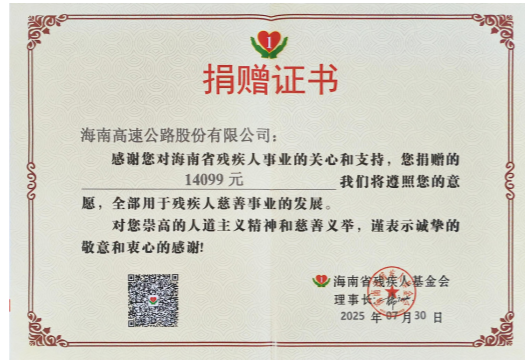 捐赠证书
海南高速公路股份有限公司：
感谢您对海南省残疾人事业的关心和支持，您捐赠的
14099 元 我们将遵照您的意
愿，全部用于残疾人慈善事业的发展。
对您崇高的人道主义精神和慈善义举，谨表示诚挚的
敬意和衷心的感谢!
海南省残疾人基金会
理事长：
2025 年 07 月 30 日